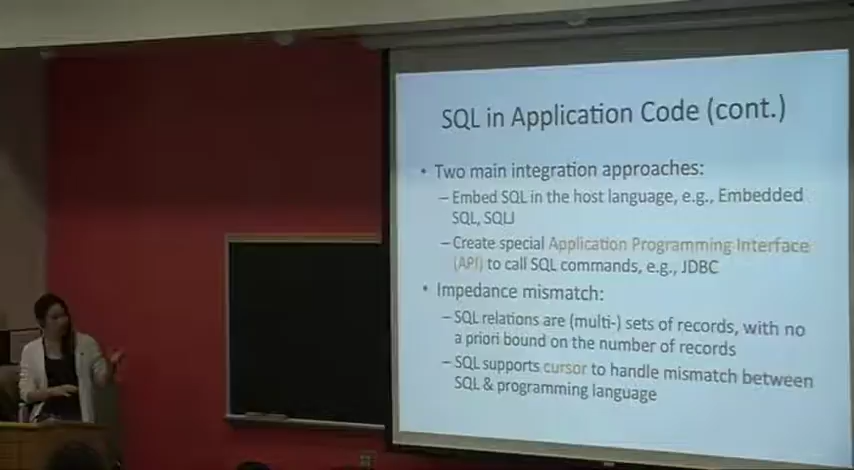 SQL in Application Code (cont.)
• Two main integration approaches:
– Embed SQL in the host language, e.g., Embedded
SQL, SQLJ
– Create special Application Programming Interface
(API) to call SQL commands, e.g., JDBC
• Impedance mismatch:
– SQL relations are (multi-) sets of records, with no
a priori bound on the number of records
– SQL supports cursor to handle mismatch between
SQL & programming language